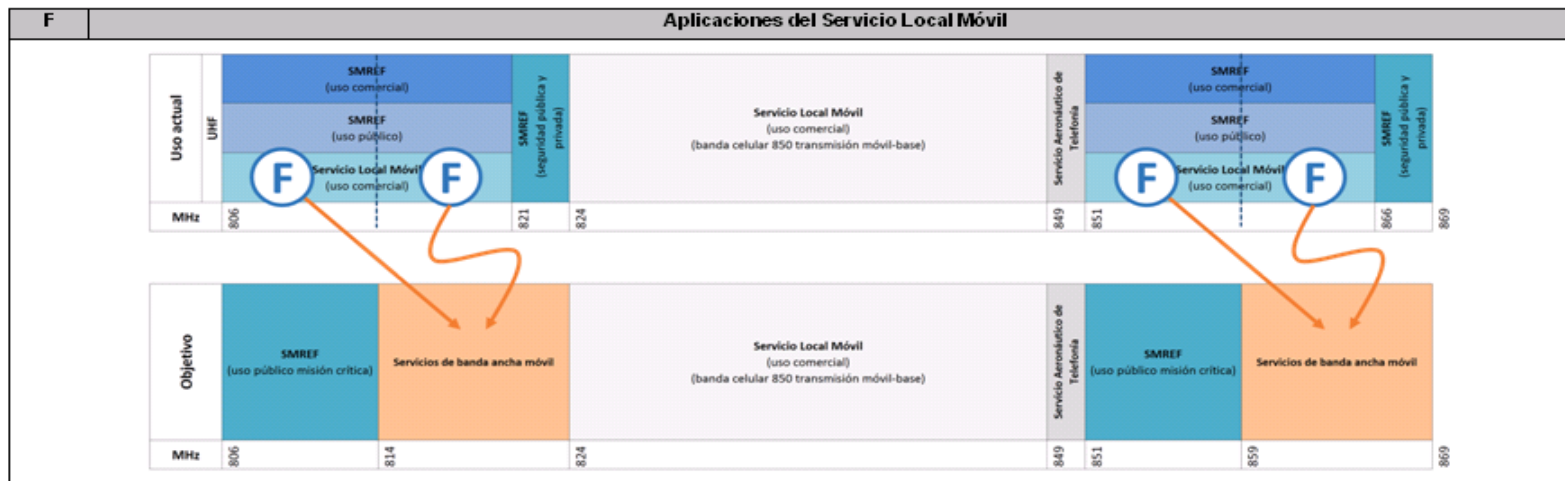 F
Aplicaciones del Servicio Local Móvil
Uso actual
UHF
SMREF
(uso comercial)
SMREF
(uso público)
Servicio Local Móvil
(uso comercial)
F
F
SMREF
(seguridad pública y
privada)
Servicio Local Móvil
(uso comercial)
(banda celular 850 transmisión móvil-base)
Servicio Aeronáutico de
Telefonía
SMREF
(uso comercial)
SMREF
(uso público)
Servicio Local Móvil
(uso comercial)
F
F
SMREF
(seguridad pública y
privada)
MHz
806
821
824
849
851
866
869
Objetivo
SMREF
(uso público misión crítica)
Servicios de banda ancha móvil
Servicio Local Móvil
(uso comercial)
(banda celular 850 transmisión móvil-base)
Servicio Aeronáutico de
Telefonía
SMREF
(uso público misión crítica)
Servicios de banda ancha móvil
MHz
806
814
824
849
851
859
869